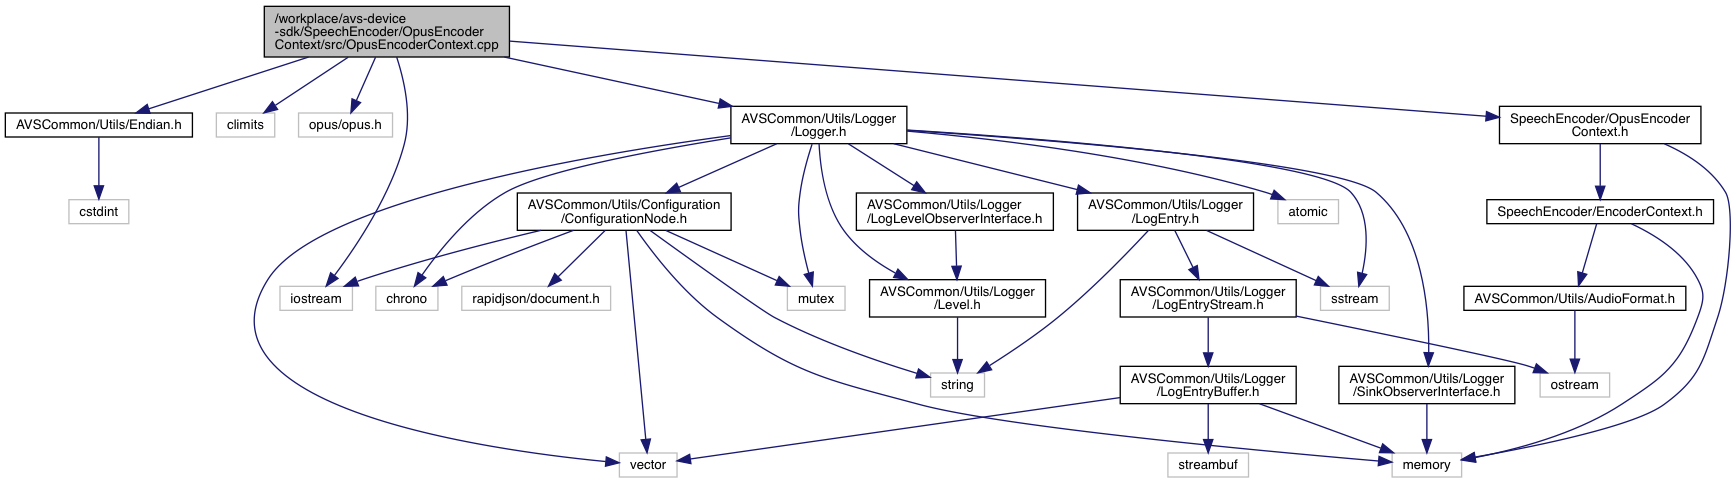 /workplace/avs-device
-sdk/SpeechEncoder/OpusEncoder
Context/src/OpusEncoderContext.cpp
AVSCommon/Utils/Endian.h
climits
opus/opus.h
AVSCommon/Utils/Logger
/Logger.h
SpeechEncoder/OpusEncoder
Context.h
cstdint
AVSCommon/Utils/Configuration
/ConfigurationNode.h
AVSCommon/Utils/Logger
/LogLevelObserverInterface.h
AVSCommon/Utils/Logger
/LogEntry.h
atomic
SpeechEncoder/EncoderContext.h
iostream
chrono
rapidjson/document.h
mutex
AVSCommon/Utils/Logger
/Level.h
AVSCommon/Utils/Logger
/LogEntryStream.h
sstream
AVSCommon/Utils/AudioFormat.h
string
AVSCommon/Utils/Logger
/LogEntryBuffer.h
AVSCommon/Utils/Logger
/SinkObserverInterface.h
ostream
vector
streambuf
memory